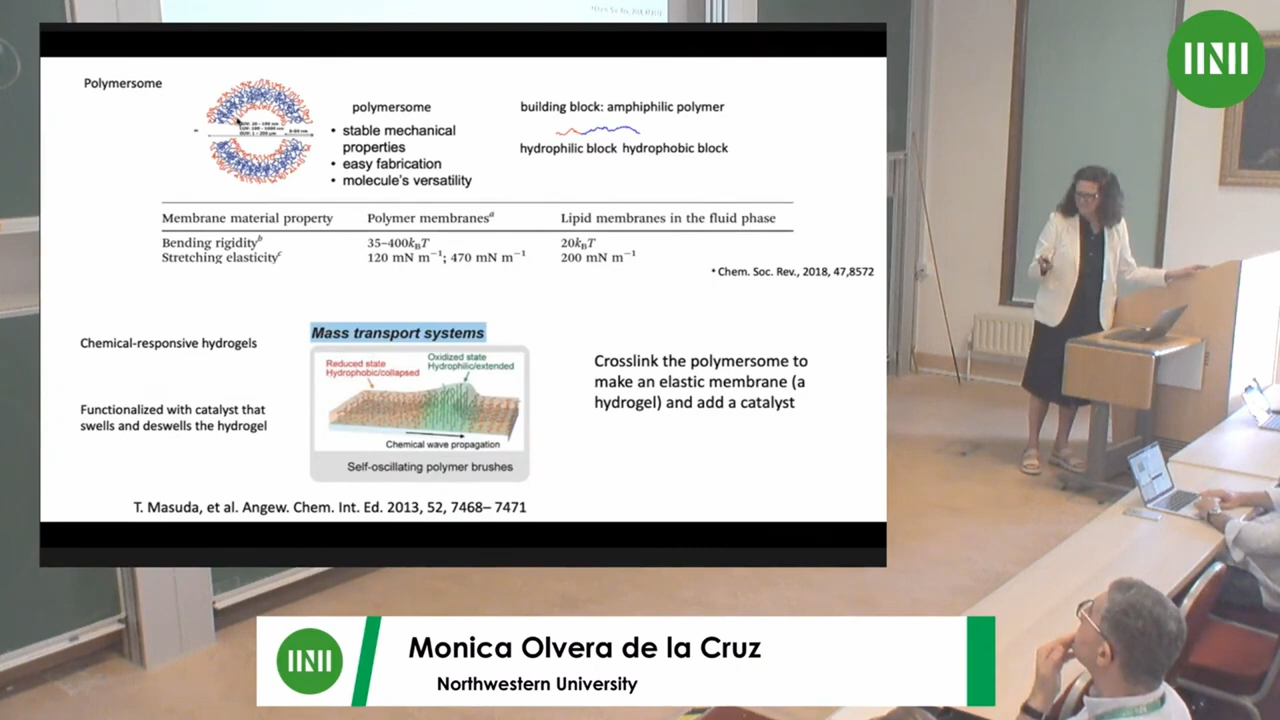 Polymersome
polymersome
• stable mechanical
properties
• easy fabrication
• molecule's versatility
building block: amphiphilic polymer
hydrophilic block hydrophobic block
Membrane material property Polymer membranesᵃ Lipid membranes in the fluid phase
Bending rigidityᵇ 35–400k_BT 20k_BT
Stretching elasticityᶜ 120 mN m⁻¹; 470 mN m⁻¹ 200 mN m⁻¹
* Chem. Soc. Rev., 2018, 47,8572
Chemical-responsive hydrogels
Functionalized with catalyst that
swells and deswells the hydrogel
Mass transport systems
Reduced state
Hydrophobic/collapsed
Oxidized state
Hydrophilic/extended
Chemical wave propagation
Self-oscillating polymer brushes
Crosslink the polymersome to
make an elastic membrane (a
hydrogel) and add a catalyst
T. Masuda, et al. Angew. Chem. Int. Ed. 2013, 52, 7468– 7471
Monica Olvera de la Cruz
Northwestern University